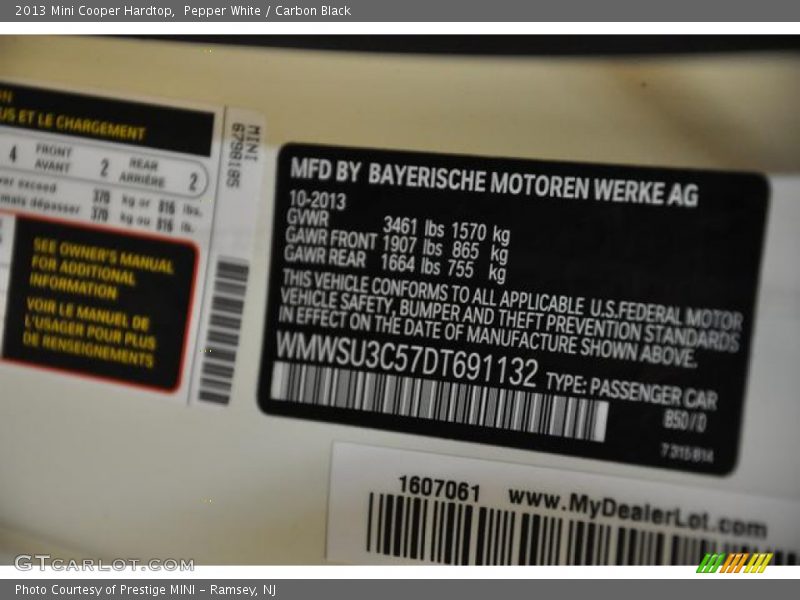 2013 Mini Cooper Hardtop,  Pepper White / Carbon Black
US ET LE CHARGEMENT
4 FRONT AVANT 2 REAR ARRIÈRE 2
ver exceed 370 kg or 816 lbs.
mais dépasser 370 kg ou 816 lb.
SEE OWNER'S MANUAL
FOR ADDITIONAL
INFORMATION
VOIR LE MANUEL DE
L'USAGER POUR PLUS
DE RENSEIGNEMENTS
MINI
6798185
MFD BY BAYERISCHE MOTOREN WERKE AG
10-2013
GVWR 3461 lbs 1570 kg
GAWR FRONT 1907 lbs 865 kg
GAWR REAR 1664 lbs 755 kg
THIS VEHICLE CONFORMS TO ALL APPLICABLE U.S.FEDERAL MOTOR
VEHICLE SAFETY, BUMPER AND THEFT PREVENTION STANDARDS
IN EFFECT ON THE DATE OF MANUFACTURE SHOWN ABOVE.
WMWSU3C57DT691132 TYPE: PASSENGER CAR
B50/D
1607061 www.MyDealerLot.com
GTCARLOT.COM
Photo Courtesy of Prestige MINI - Ramsey, NJ